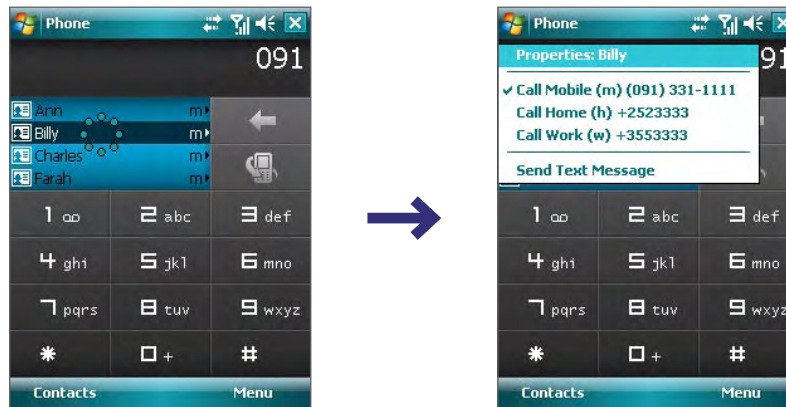 Phone
091
Ann m
Billy m
Charles m
Farah m
1 2 abc 3 def
4 ghi 5 jkl 6 mno
7 pqrs 8 tuv 9 wxyz
* 0 + #
Contacts Menu
Phone
91
Properties: Billy
Call Mobile (m) (091) 331-1111
Call Home (h) +2523333
Call Work (w) +3553333
Send Text Message
1 2 abc 3 def
4 ghi 5 jkl 6 mno
7 pqrs 8 tuv 9 wxyz
* 0 + #
Contacts Menu